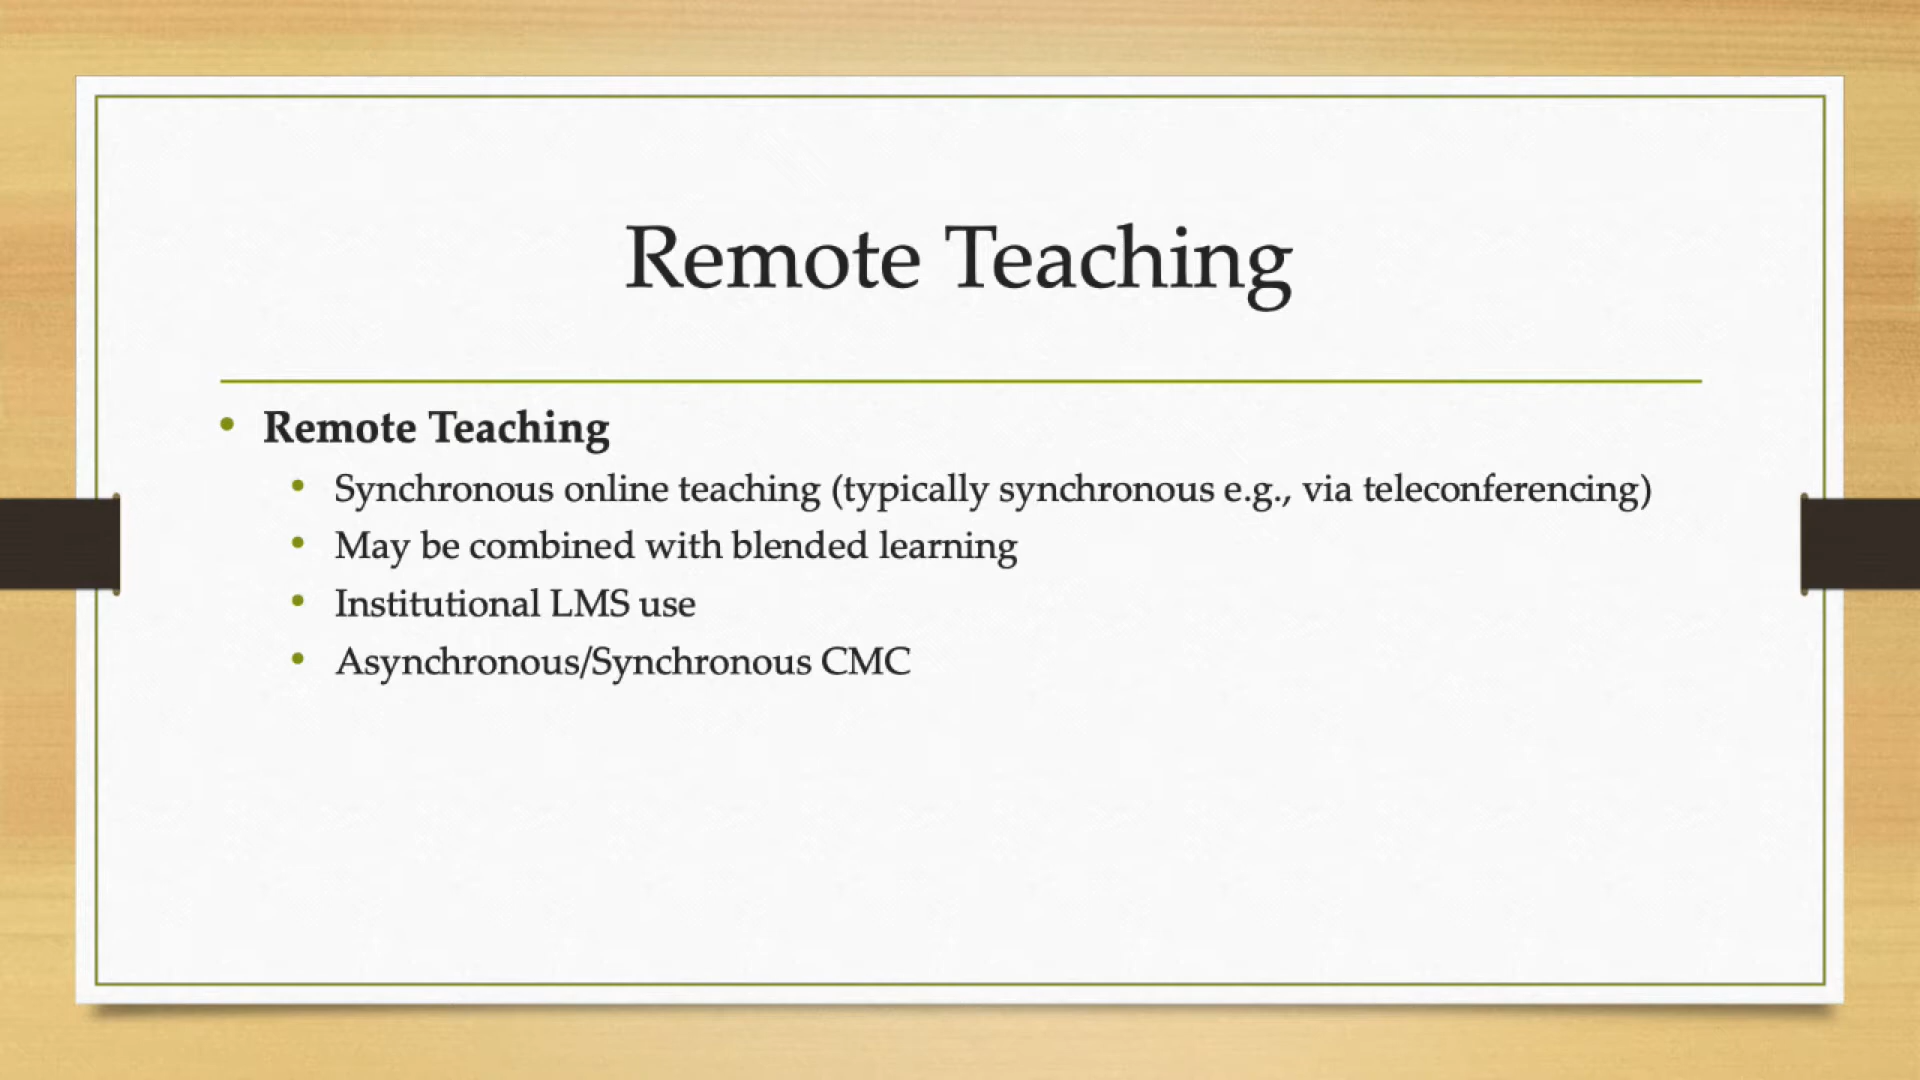 Remote Teaching
• Remote Teaching
• Synchronous online teaching (typically synchronous e.g., via teleconferencing)
• May be combined with blended learning
• Institutional LMS use
• Asynchronous/Synchronous CMC